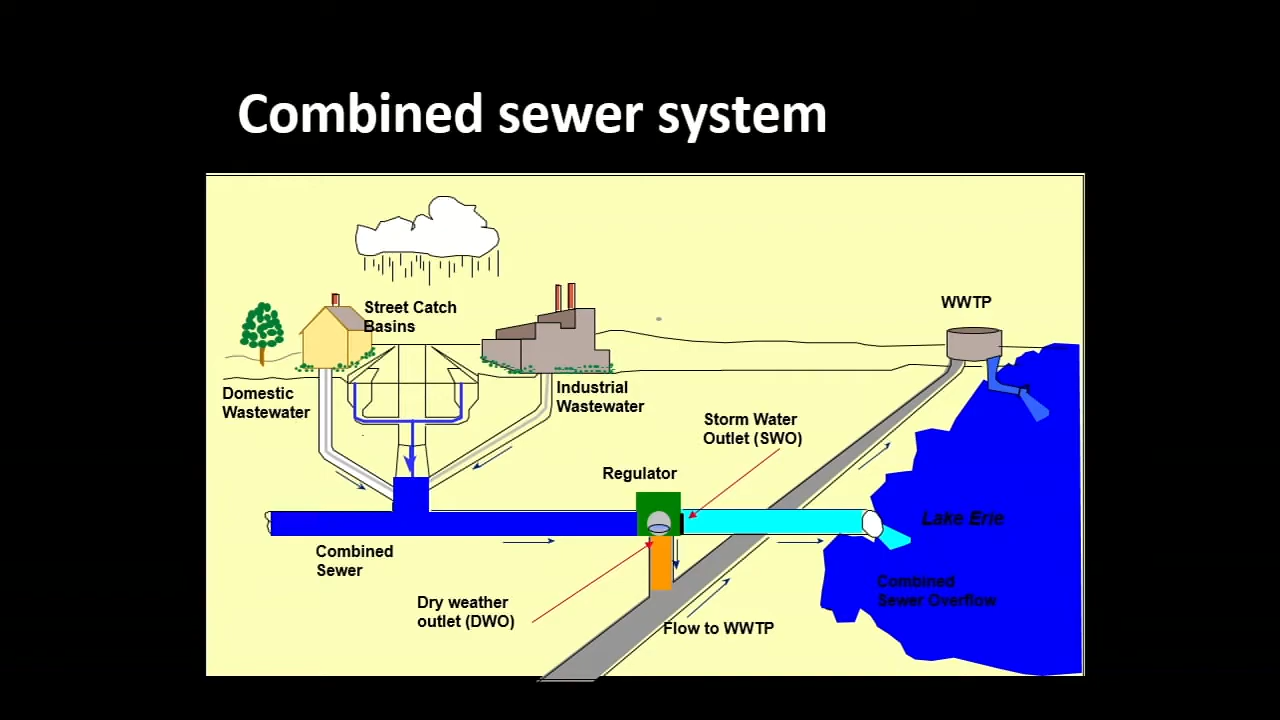 Combined sewer system
WWTP
Street Catch
Basins
Domestic
Wastewater
Industrial
Wastewater
Storm Water
Outlet (SWO)
Regulator
Lake Erie
Combined
Sewer
Combined
Sewer Overflow
Dry weather
outlet (DWO)
Flow to WWTP